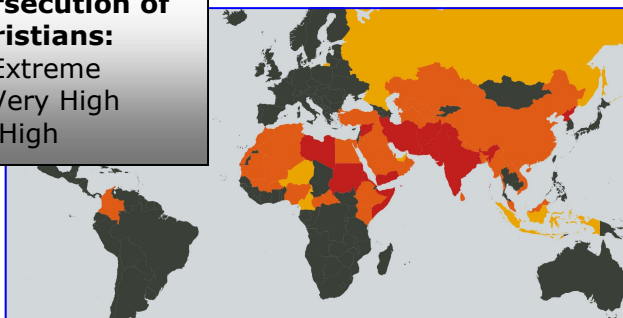 rsecution of
ristians:
Extreme
Very High
High